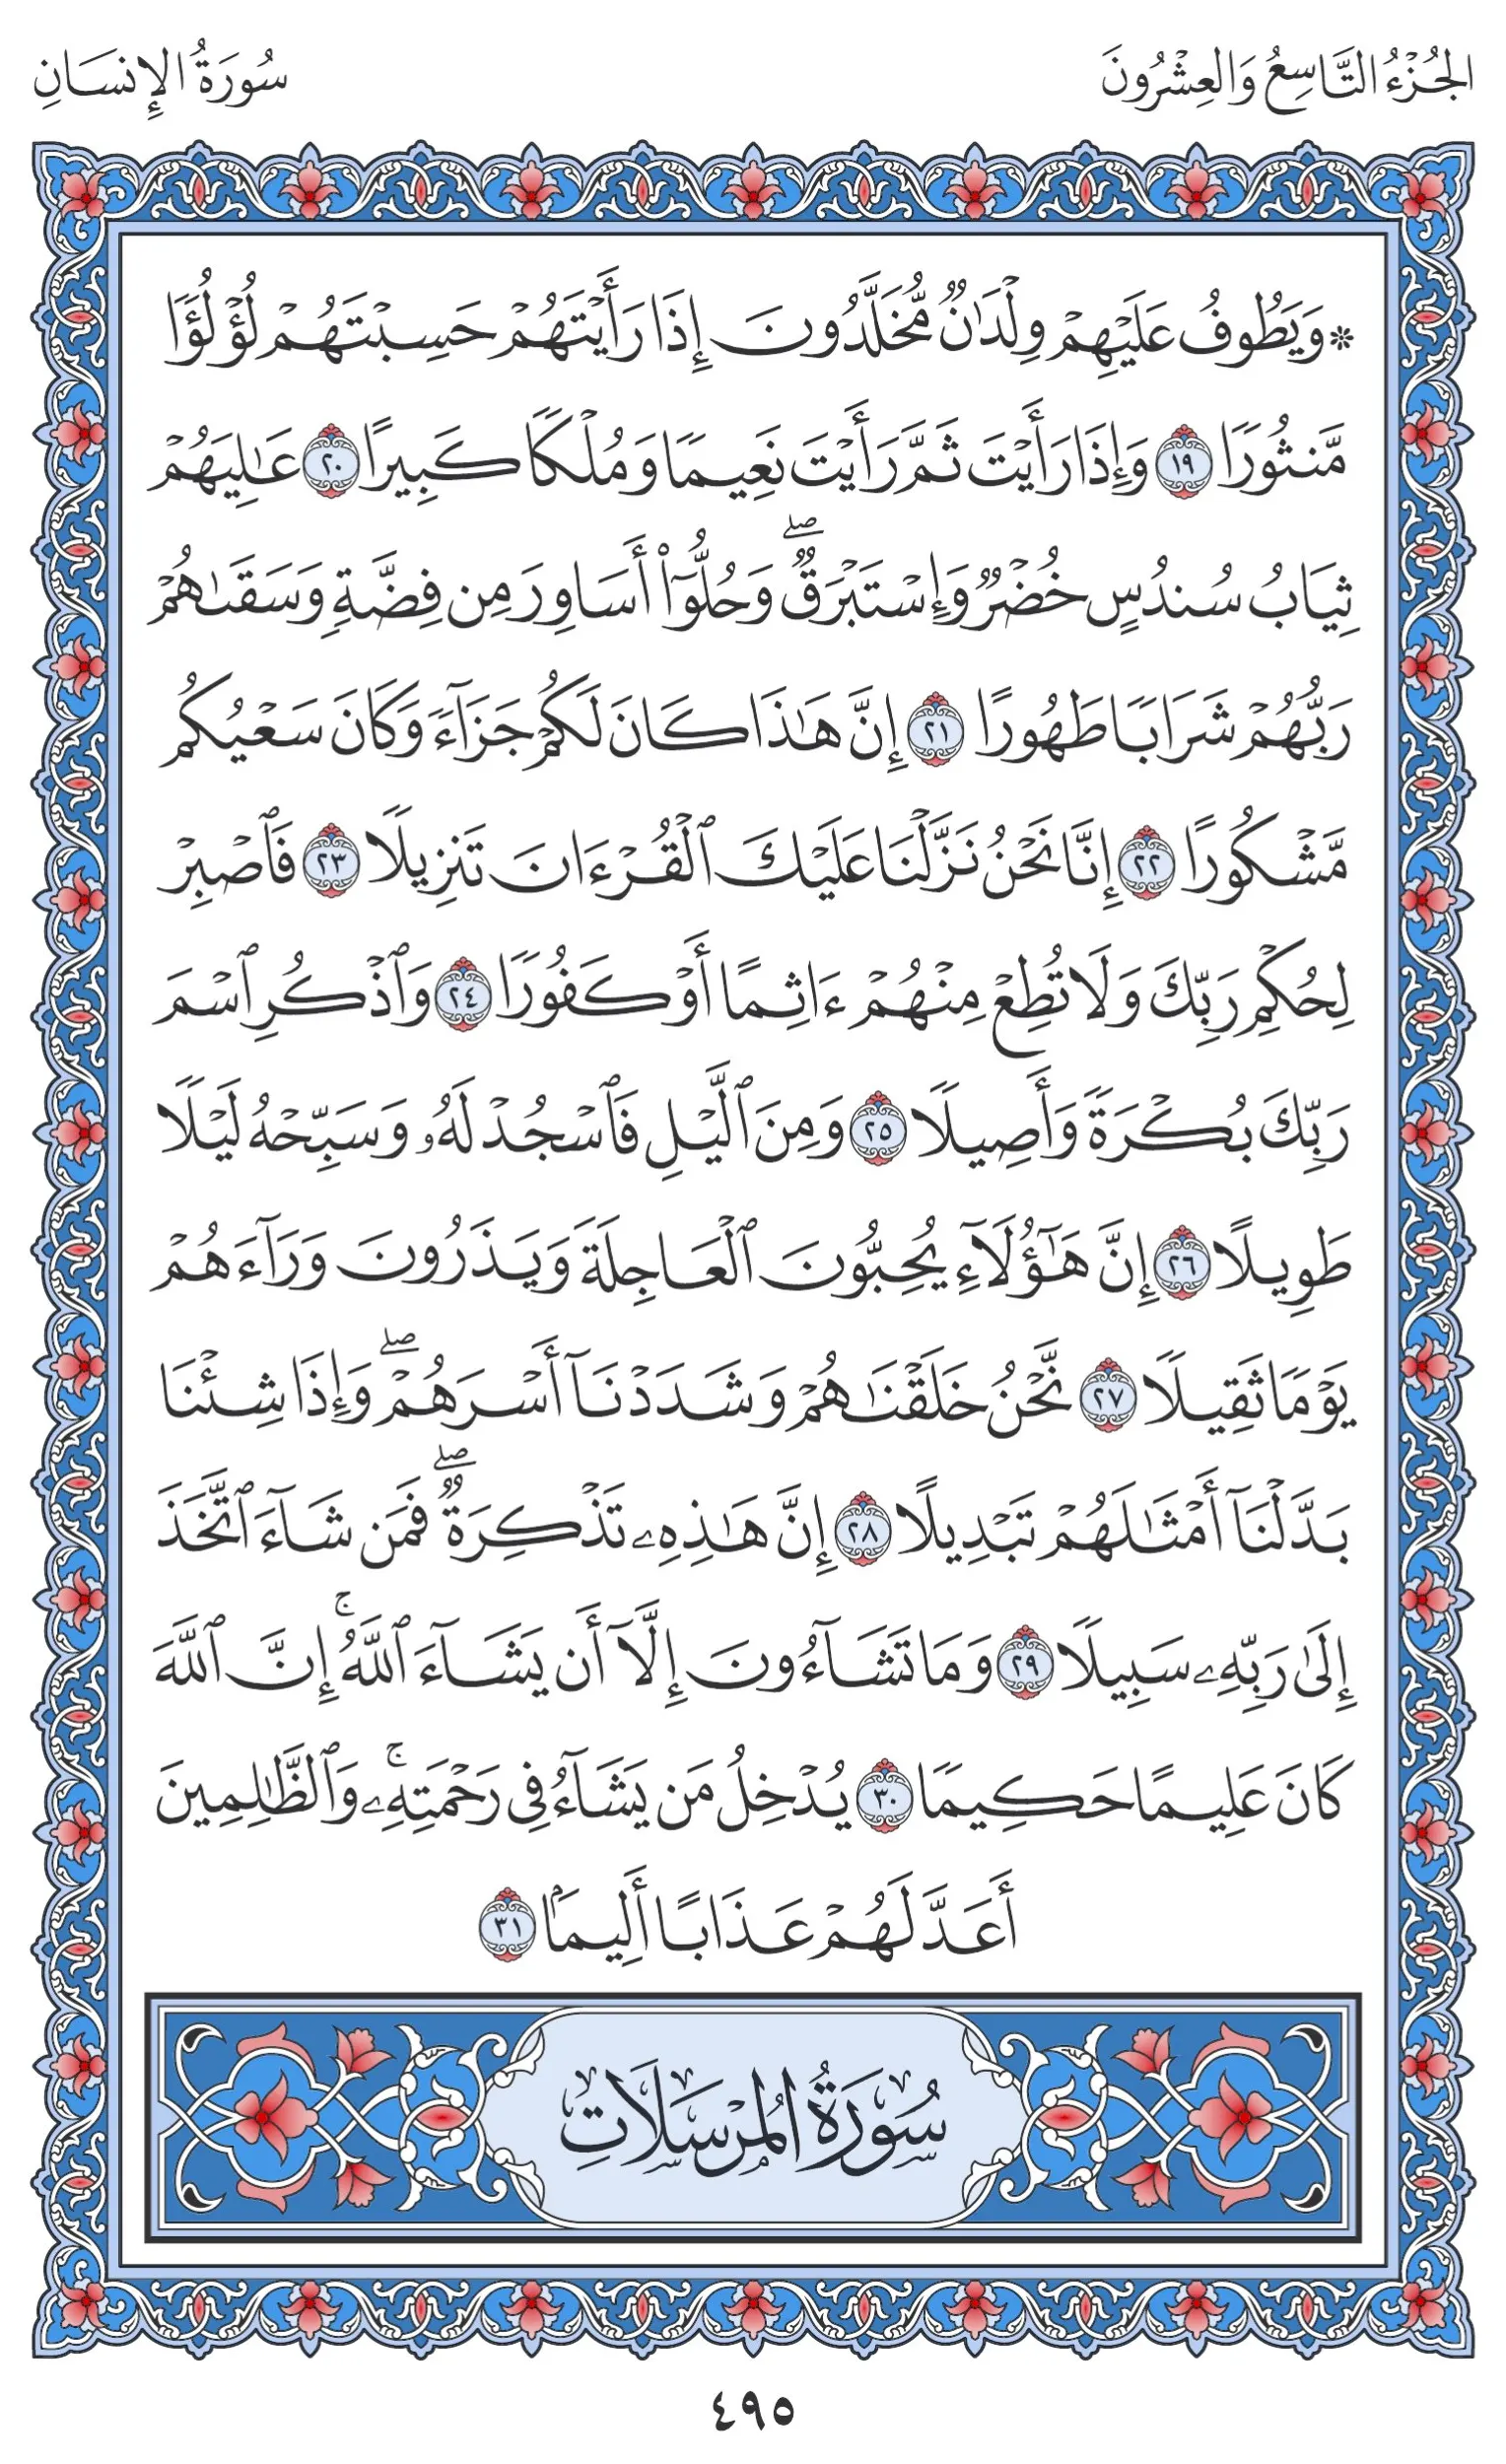 الجُزْءُ التَّاسِعُ وَالعِشْرُونَ
سُورَةُ الإِنسَانِ
۞ وَيَطُوفُ عَلَيْهِمْ وِلْدَٰنٌ مُّخَلَّدُونَ إِذَا رَأَيْتَهُمْ حَسِبْتَهُمْ لُؤْلُؤًا
مَّنثُورًا ١٩ وَإِذَا رَأَيْتَ ثَمَّ رَأَيْتَ نَعِيمًا وَمُلْكًا كَبِيرًا ٢٠ عَٰلِيَهُمْ
ثِيَابُ سُندُسٍ خُضْرٌ وَإِسْتَبْرَقٌۖ وَحُلُّوٓا۟ أَسَاوِرَ مِن فِضَّةٍ وَسَقَىٰهُمْ
رَبُّهُمْ شَرَابًا طَهُورًا ٢١ إِنَّ هَٰذَا كَانَ لَكُمْ جَزَآءً وَكَانَ سَعْيُكُم
مَّشْكُورًا ٢٢ إِنَّا نَحْنُ نَزَّلْنَا عَلَيْكَ ٱلْقُرْءَانَ تَنزِيلًا ٢٣ فَٱصْبِرْ
لِحُكْمِ رَبِّكَ وَلَا تُطِعْ مِنْهُمْ ءَاثِمًا أَوْ كَفُورًا ٢٤ وَٱذْكُرِ ٱسْمَ
رَبِّكَ بُكْرَةً وَأَصِيلًا ٢٥ وَمِنَ ٱلَّيْلِ فَٱسْجُدْ لَهُۥ وَسَبِّحْهُ لَيْلًا
طَوِيلًا ٢٦ إِنَّ هَٰٓؤُلَآءِ يُحِبُّونَ ٱلْعَاجِلَةَ وَيَذَرُونَ وَرَآءَهُمْ
يَوْمًا ثَقِيلًا ٢٧ نَّحْنُ خَلَقْنَٰهُمْ وَشَدَدْنَآ أَسْرَهُمْۖ وَإِذَا شِئْنَا
بَدَّلْنَآ أَمْثَٰلَهُمْ تَبْدِيلًا ٢٨ إِنَّ هَٰذِهِۦ تَذْكِرَةٌۖ فَمَن شَآءَ ٱتَّخَذَ
إِلَىٰ رَبِّهِۦ سَبِيلًا ٢٩ وَمَا تَشَآءُونَ إِلَّآ أَن يَشَآءَ ٱللَّهُۚ إِنَّ ٱللَّهَ
كَانَ عَلِيمًا حَكِيمًا ٣٠ يُدْخِلُ مَن يَشَآءُ فِى رَحْمَتِهِۦۚ وَٱلظَّٰلِمِينَ
أَعَدَّ لَهُمْ عَذَابًا أَلِيمًۢا ٣١
سُورَةُ المُرْسَلَاتِ
٤٩٥